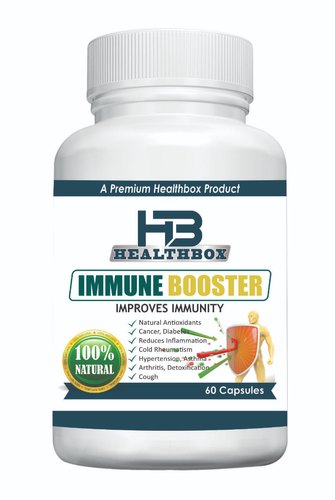 A Premium Healthbox Product
HB
HEALTHBOX
IMMUNE BOOSTER
IMPROVES IMMUNITY
✓ Natural Antioxidants
✓ Cancer, Diabetes
✓ Reduces Inflammation
✓ Cold Rheumatism
✓ Hypertension, Asthma
✓ Arthritis, Detoxification
✓ Cough
100%
NATURAL
60 Capsules